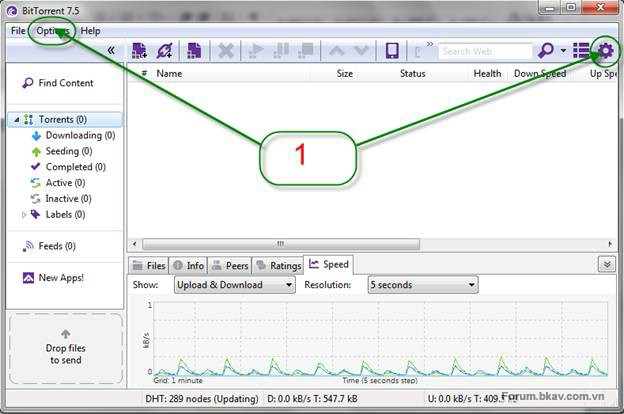 BitTorrent 7.5
File Options Help
Search Web
# Name Size Status Health Down Speed Up Spe
Find Content
Torrents (0)
Downloading (0)
Seeding (0)
Completed (0)
Active (0)
Inactive (0)
Labels (0)
Feeds (0)
New Apps!
Drop files
to send
1
Files Info Peers Ratings Speed
Show: Upload & Download Resolution: 5 seconds
1
kB/s
0
Grid: 1 minute Time (5 seconds step)
DHT: 289 nodes (Updating) D: 0.0 kB/s T: 547.7 kB U: 0.0 kB/s T: 409.
Forum.bkav.com.vn